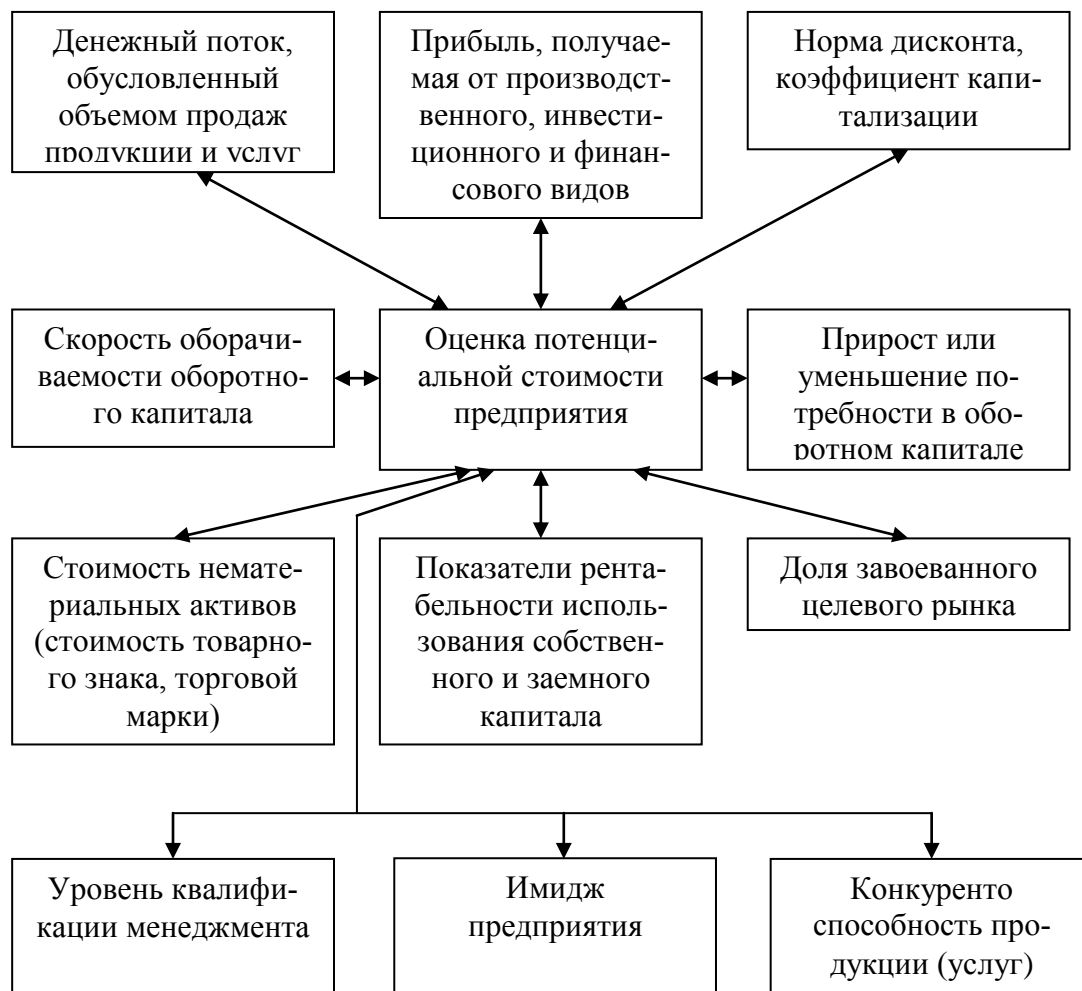 Денежный поток,
обусловленный
объемом продаж
продукции и услуг
Прибыль, получае-
мая от производст-
венного, инвести-
ционного и финан-
сового видов
Норма дисконта,
коэффициент капи-
тализации
Скорость оборачи-
ваемости оборотно-
го капитала
Оценка потенци-
альной стоимости
предприятия
Прирост или
уменьшение по-
требности в обо-
ротном капитале
Стоимость немате-
риальных активов
(стоимость товарно-
го знака, торговой
марки)
Показатели рента-
бельности исполь-
зования собствен-
ного и заемного
капитала
Доля завоеванного
целевого рынка
Уровень квалифи-
кации менеджмента
Имидж
предприятия
Конкуренто
способность про-
дукции (услуг)